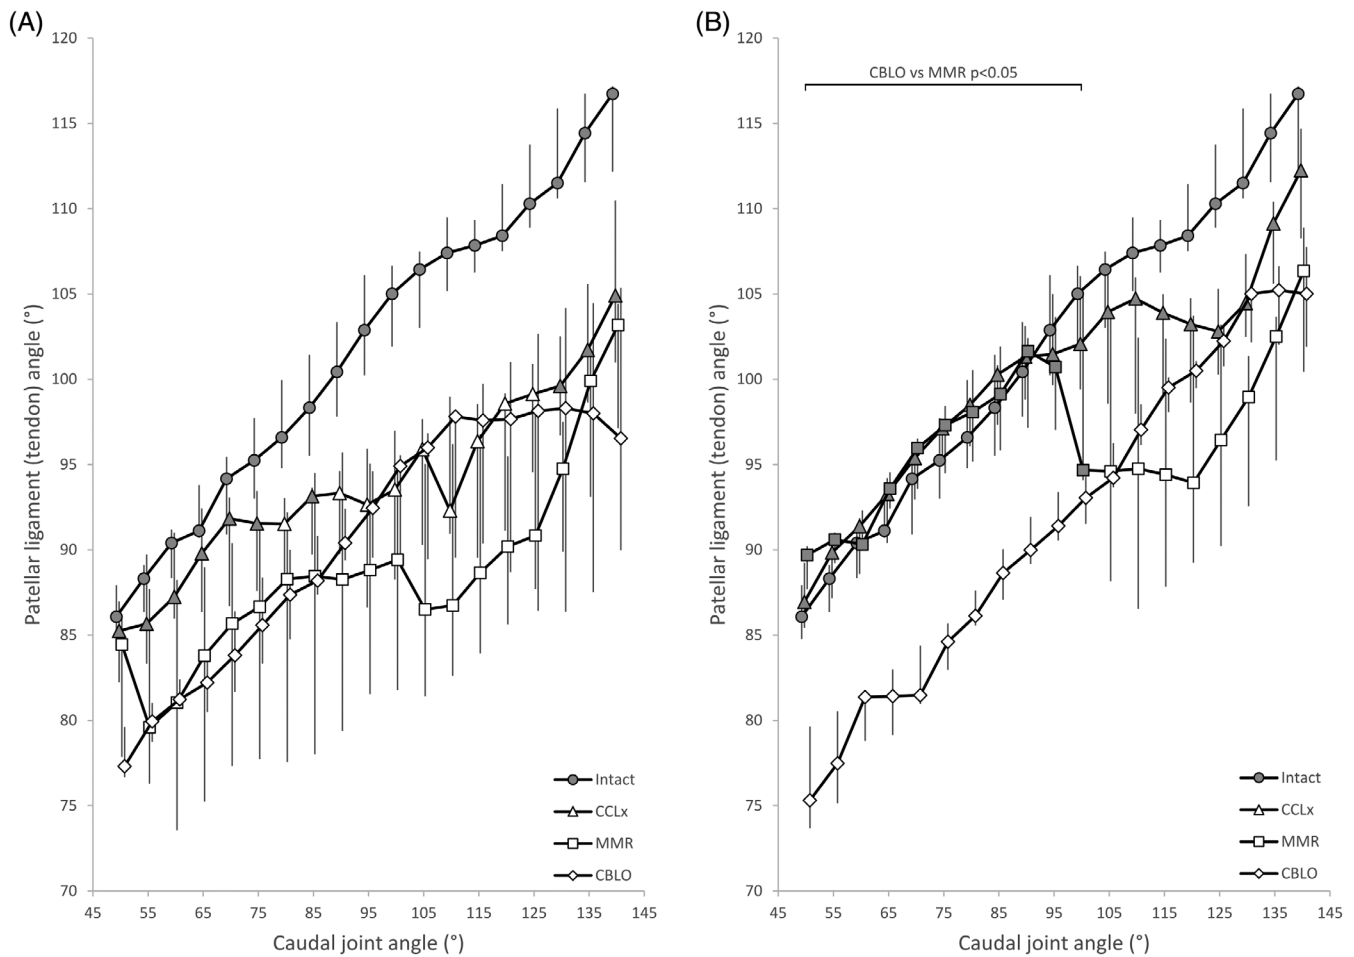 (A)
120
115
110
105
100
95
90
85
80
75
70
45 55 65 75 85 95 105 115 125 135 145
Patellar ligament (tendon) angle (°)
Caudal joint angle (°)
Intact
CCLx
MMR
CBLO
(B)
CBLO vs MMR p<0.05
120
115
110
105
100
95
90
85
80
75
70
45 55 65 75 85 95 105 115 125 135 145
Patellar ligament (tendon) angle (°)
Caudal joint angle (°)
Intact
CCLx
MMR
CBLO